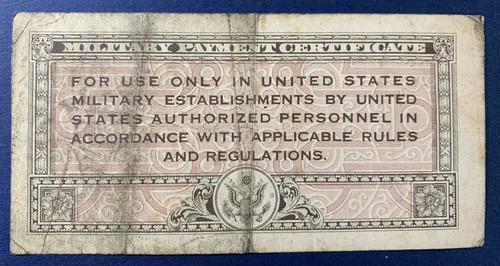 MILITARY PAYMENT CERTIFICATE
FOR USE ONLY IN UNITED STATES
MILITARY ESTABLISHMENTS BY UNITED
STATES AUTHORIZED PERSONNEL IN
ACCORDANCE WITH APPLICABLE RULES
AND REGULATIONS.